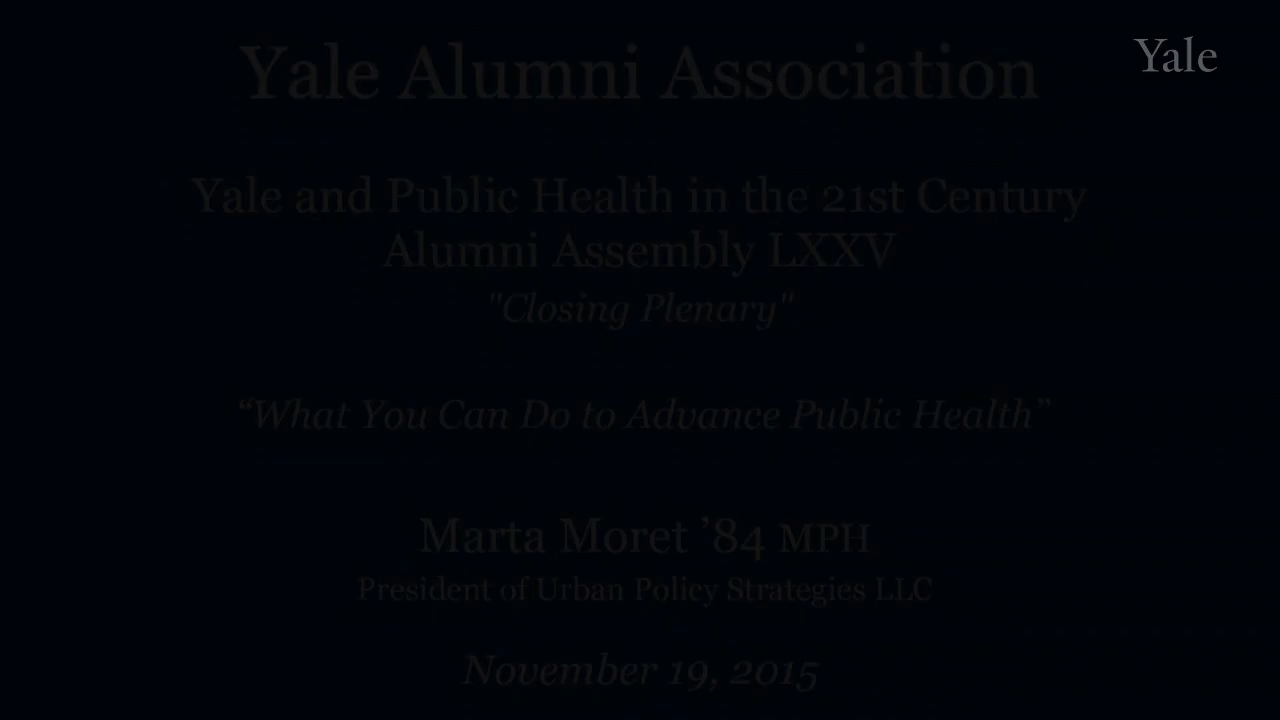 Yale Alumni Association
Yale
Yale and Public Health in the 21st Century
Alumni Assembly LXXV
"Closing Plenary"
“What You Can Do to Advance Public Health”
Marta Moret ’84 MPH
President of Urban Policy Strategies LLC
November 19, 2015